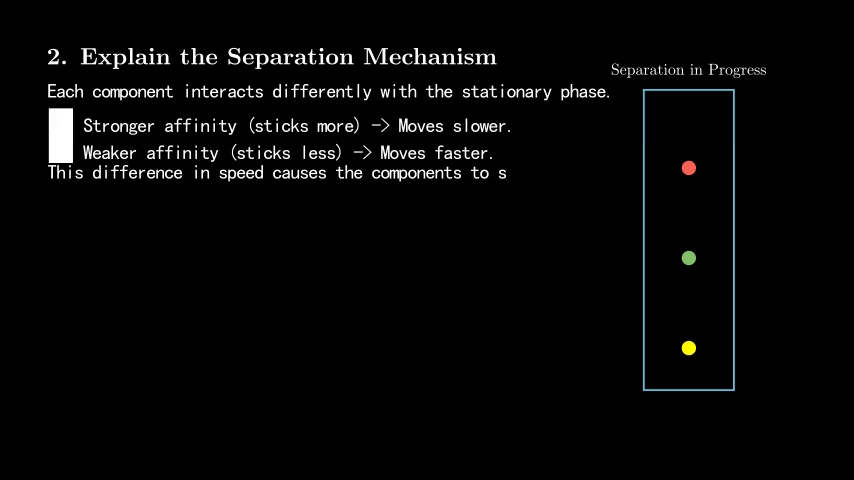 2. Explain the Separation Mechanism
Separation in Progress
Each component interacts differently with the stationary phase.
Stronger affinity (sticks more) -> Moves slower.
Weaker affinity (sticks less) -> Moves faster.
This difference in speed causes the components to s